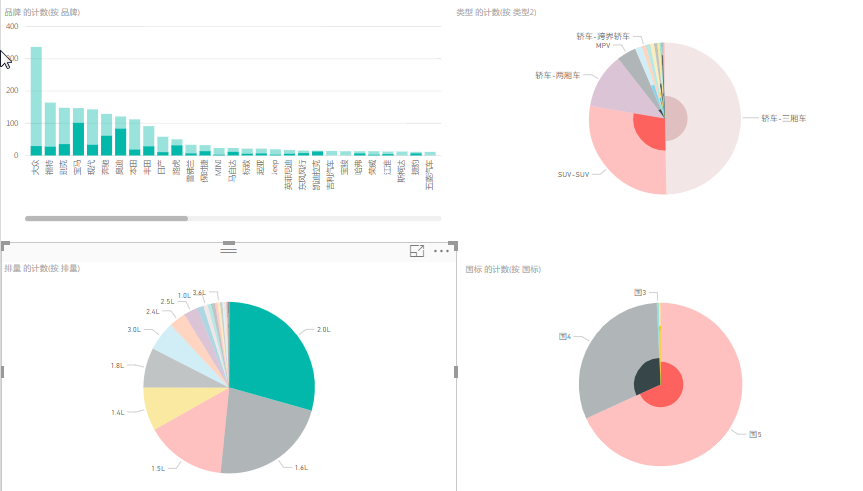 品牌 的计数(按 品牌)
400
300
200
100
0
大众
福特
别克
宝马
现代
奔驰
奥迪
本田
丰田
日产
路虎
雪佛兰
保时捷
MINI
马自达
标致
起亚
Jeep
英菲尼迪
东风风行
凯迪拉克
吉利汽车
宝骏
哈弗
荣威
江淮
斯柯达
捷豹
五菱汽车
类型 的计数(按 类型2)
轿车-跨界轿车
MPV
轿车-两厢车
轿车-三厢车
SUV-SUV
排量 的计数(按 排量)
3.6L
1.0L
2.5L
2.4L
3.0L
2.0L
1.8L
1.4L
1.5L
1.6L
国标 的计数(按 国标)
国3
国4
国5